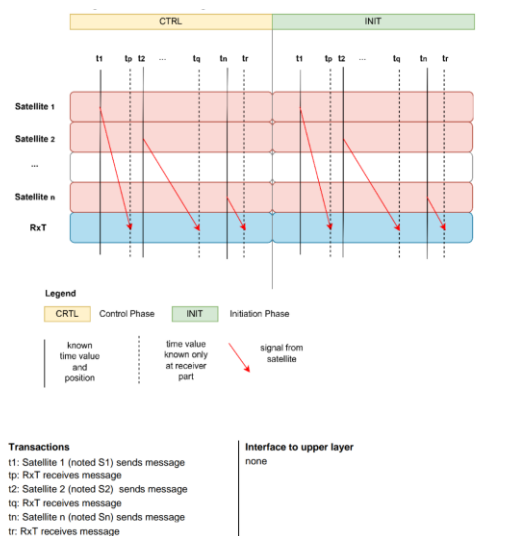 CTRL INIT
t1 tp t2 ... tq tn tr t1 tp t2 ... tq tn tr
Satellite 1
Satellite 2
...
Satellite n
RxT
Legend
CRTL Control Phase INIT Initiation Phase
known time value and position
time value known only at receiver part
signal from satellite
Transactions
t1: Satellite 1 (noted S1) sends message
tp: RxT receives message
t2: Satellite 2 (noted S2) sends message
tq: RxT receives message
tn: Satellite n (noted Sn) sends message
tr: RxT receives message
Interface to upper layer
none